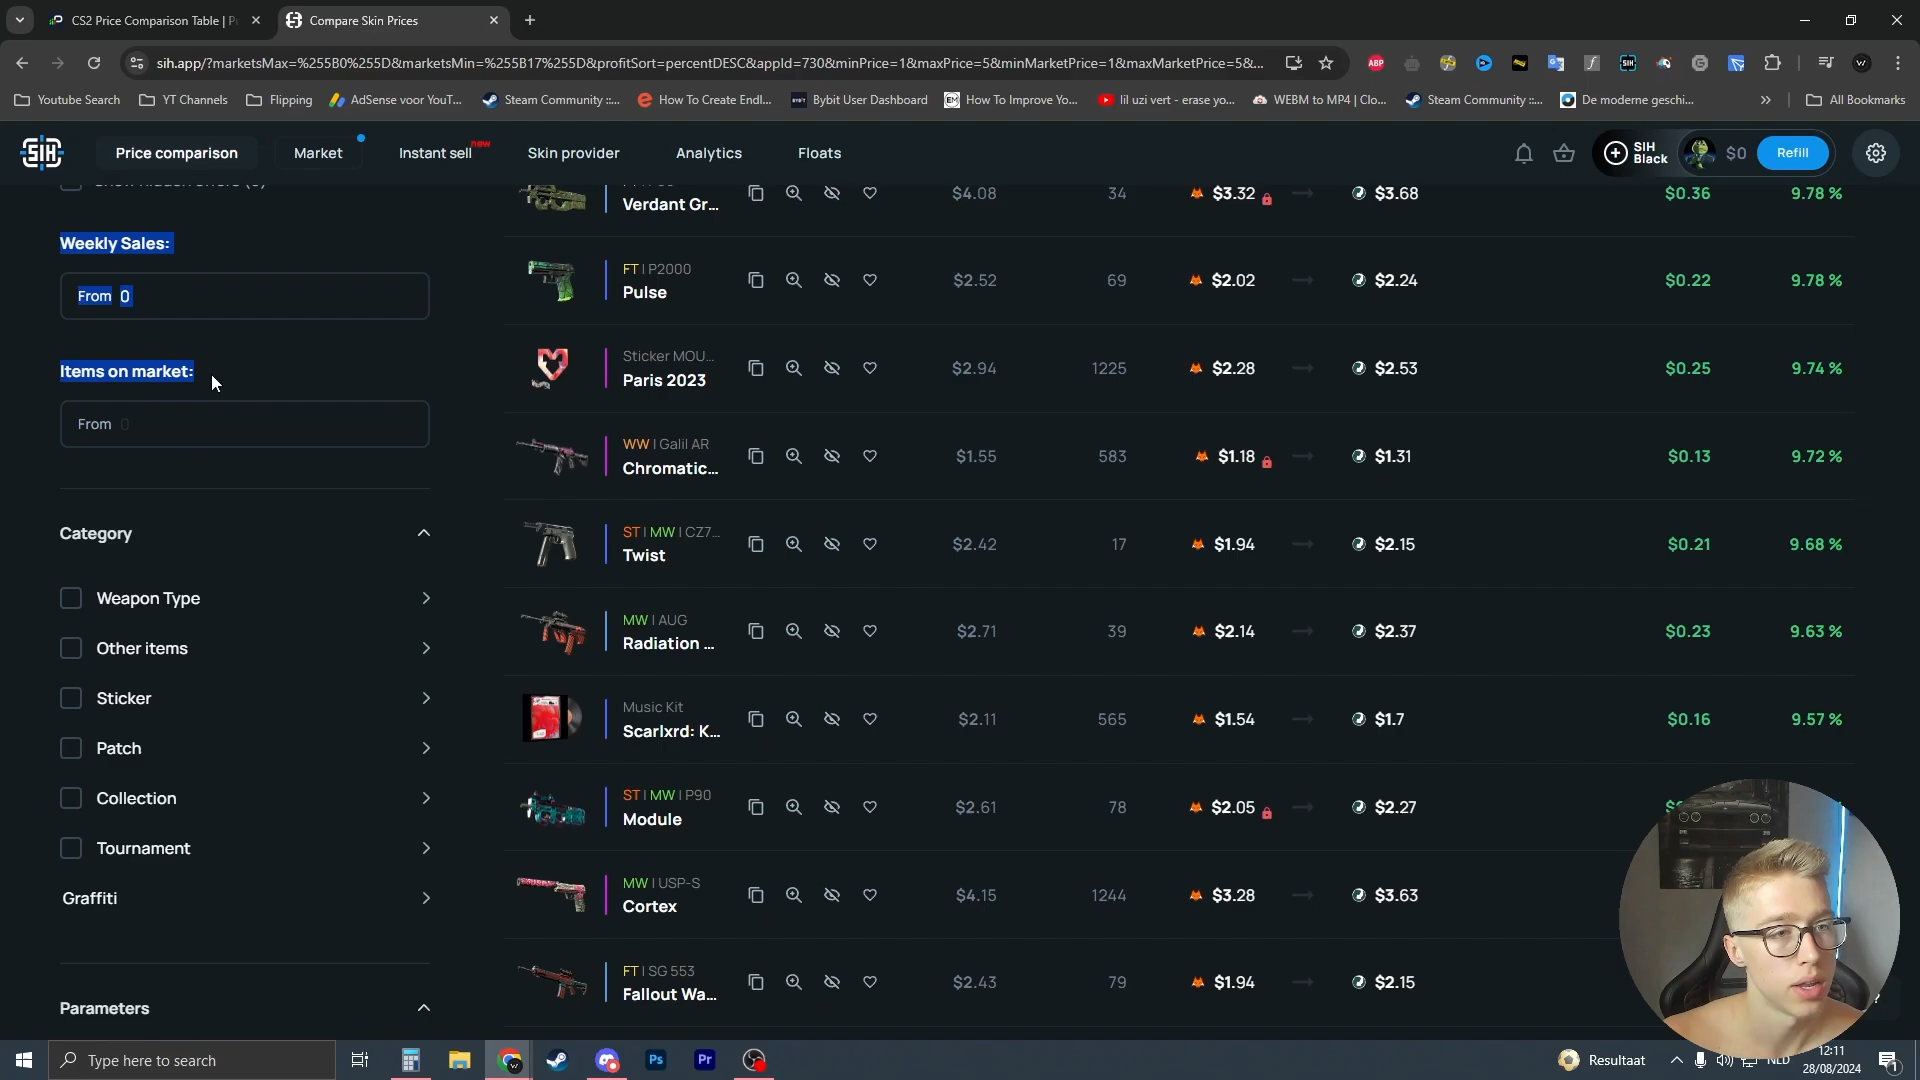 CS2 Price Comparison Table | P
Compare Skin Prices
sih.app/?marketsMax=%255B0%255D&marketsMin=%255B17%255D&profitSort=percentDESC&appId=730&minPrice=1&maxPrice=5&minMarketPrice=1&maxMarketPrice=5&...
ABP
SIH
Youtube Search
YT Channels
Flipping
AdSense voor YouT...
Steam Community ::...
How To Create Endl...
Bybit User Dashboard
How To Improve Yo...
lil uzi vert - erase yo...
WEBM to MP4 | Clo...
Steam Community ::...
De moderne geschi...
All Bookmarks
SIH
Price comparison
Market
Instant sell
new
Skin provider
Analytics
Floats
SIH
Black
$0
Refill
Weekly Sales:
From 0
Items on market:
From 0
Category
Weapon Type
Other items
Sticker
Patch
Collection
Tournament
Graffiti
Parameters
Verdant Gr... $4.08 34 $3.32 $3.68 $0.36 9.78 %
FT | P2000
Pulse $2.52 69 $2.02 $2.24 $0.22 9.78 %
Sticker MOU...
Paris 2023 $2.94 1225 $2.28 $2.53 $0.25 9.74 %
WW | Galil AR
Chromatic... $1.55 583 $1.18 $1.31 $0.13 9.72 %
ST | MW | CZ7...
Twist $2.42 17 $1.94 $2.15 $0.21 9.68 %
MW | AUG
Radiation ... $2.71 39 $2.14 $2.37 $0.23 9.63 %
Music Kit
Scarlxrd: K... $2.11 565 $1.54 $1.7 $0.16 9.57 %
ST | MW | P90
Module $2.61 78 $2.05 $2.27
MW | USP-S
Cortex $4.15 1244 $3.28 $3.63
FT | SG 553
Fallout Wa... $2.43 79 $1.94 $2.15
Type here to search
Ps
Pr
Resultaat
NLD
12:11
28/08/2024
1